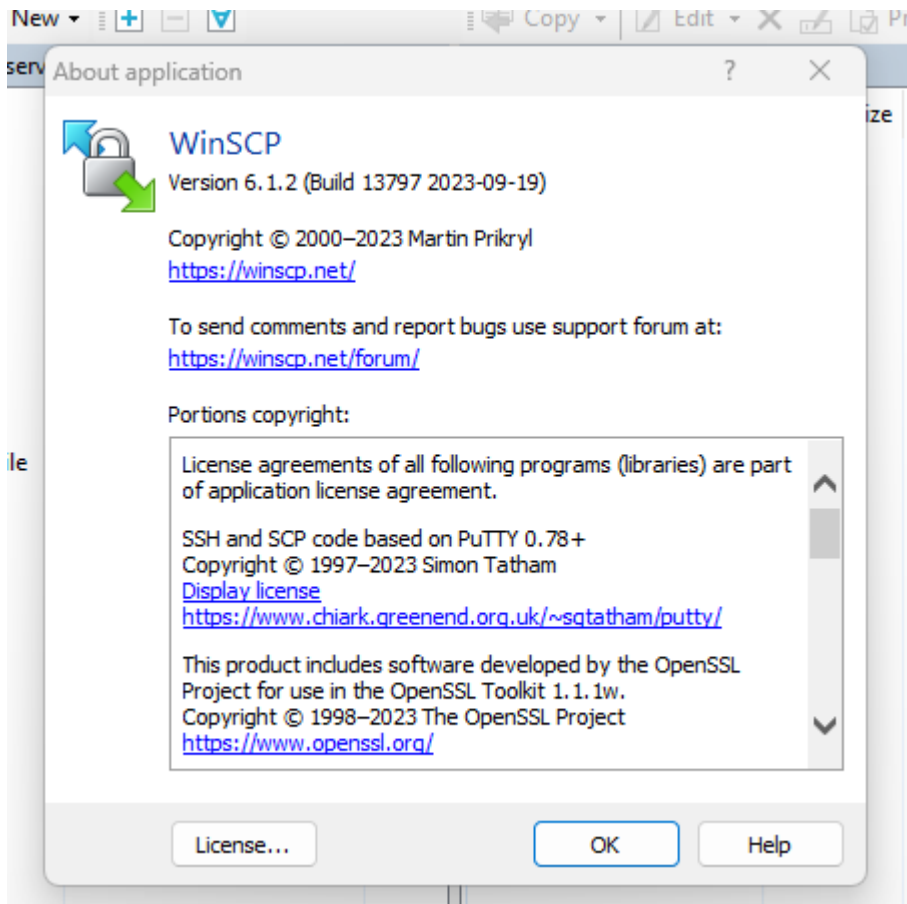 New
Copy
Edit
About application
?
ize
WinSCP
Version 6.1.2 (Build 13797 2023-09-19)
Copyright © 2000–2023 Martin Prikryl
https://winscp.net/
To send comments and report bugs use support forum at:
https://winscp.net/forum/
Portions copyright:
ile
License agreements of all following programs (libraries) are part
of application license agreement.
SSH and SCP code based on PuTTY 0.78+
Copyright © 1997–2023 Simon Tatham
Display license
https://www.chiark.greenend.org.uk/~sgtatham/putty/
This product includes software developed by the OpenSSL
Project for use in the OpenSSL Toolkit 1.1.1w.
Copyright © 1998–2023 The OpenSSL Project
https://www.openssl.org/
License...
OK
Help